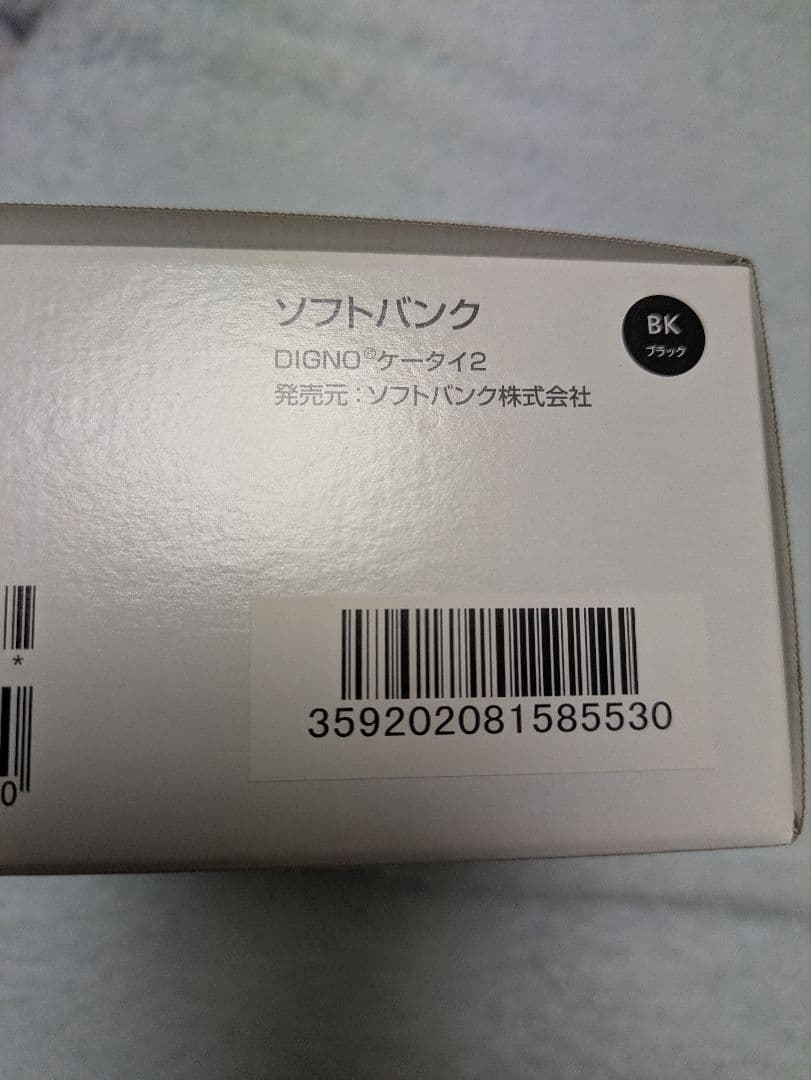 ソフトバンク
BK
ブラック
DIGNO®ケータイ2
発売元：ソフトバンク株式会社
*
0
359202081585530